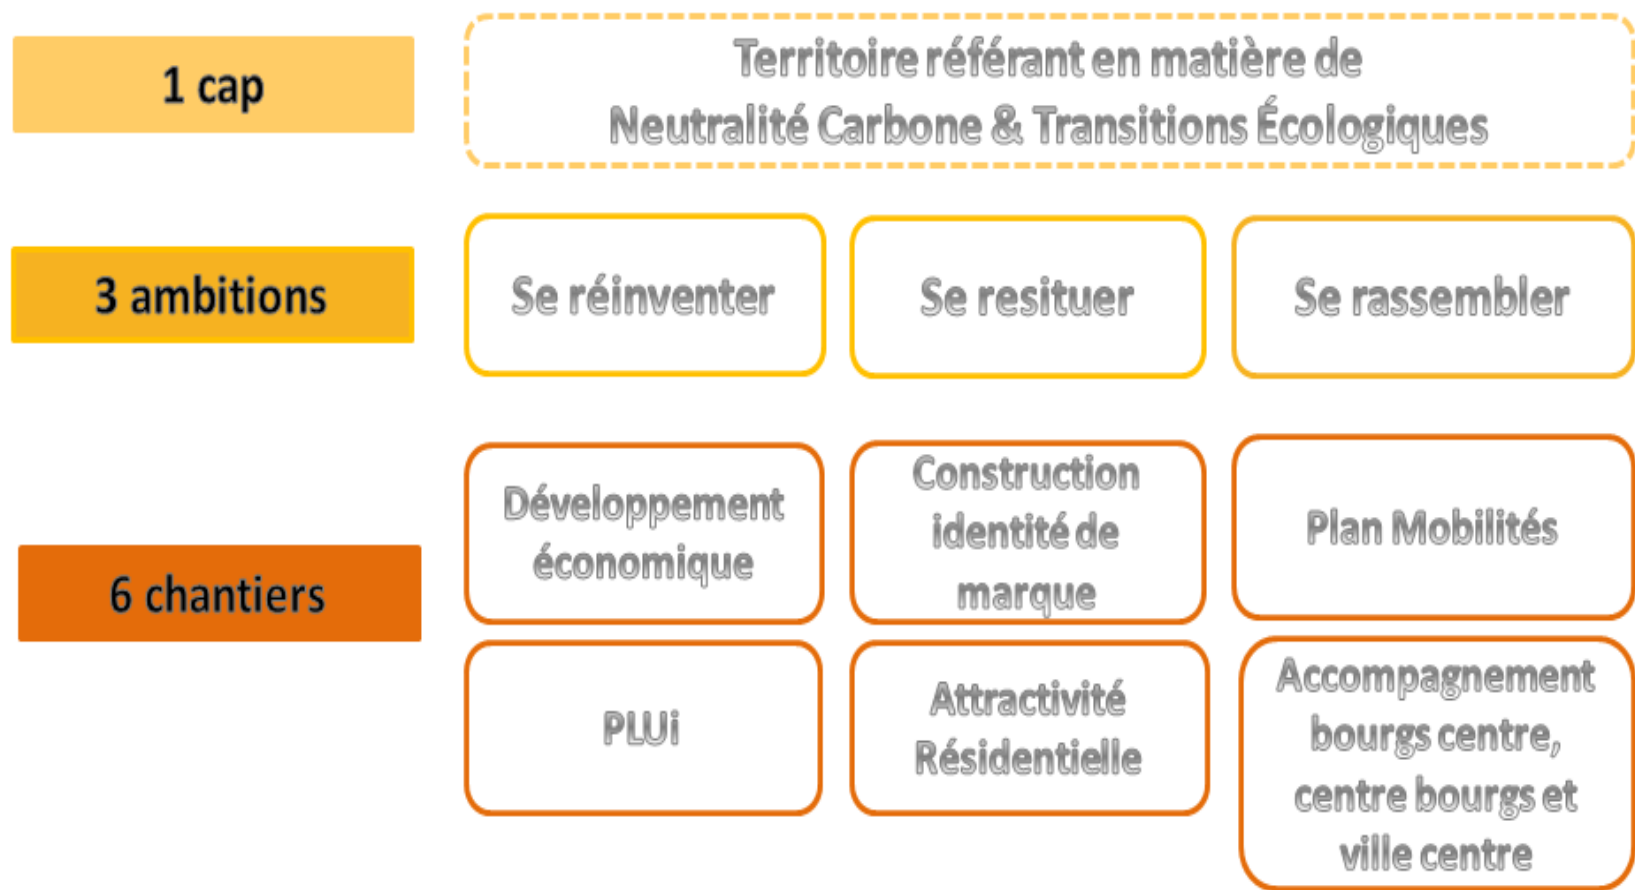 1 cap
Territoire référant en matière de
Neutralité Carbone & Transitions Écologiques
3 ambitions
Se réinventer
Se resituer
Se rassembler
6 chantiers
Développement
économique
Construction
identité de
marque
Plan Mobilités
PLUi
Attractivité
Résidentielle
Accompagnement
bourgs centre,
centre bourgs et
ville centre